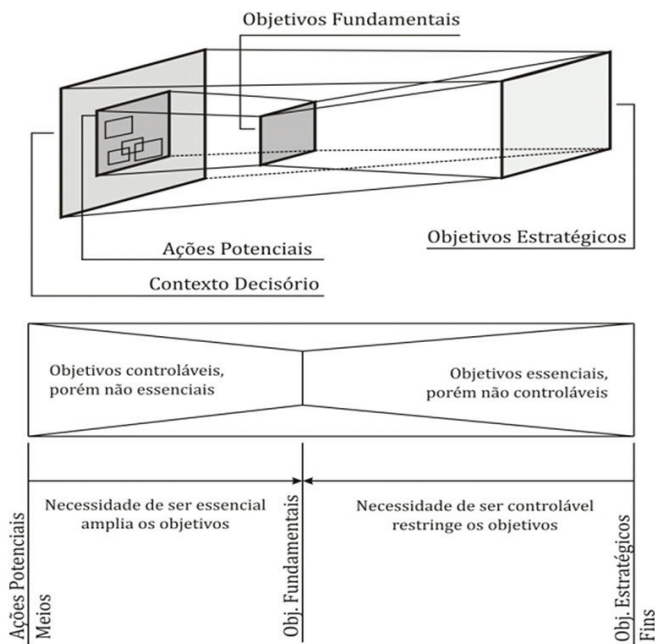 Objetivos Fundamentais
Ações Potenciais
Objetivos Estratégicos
Contexto Decisório
Objetivos controláveis,
porém não essenciais
Objetivos essenciais,
porém não controláveis
Necessidade de ser essencial
amplia os objetivos
Necessidade de ser controlável
restringe os objetivos
Ações Potenciais
Meios
Obj. Fundamentais
Obj. Estratégicos
Fins